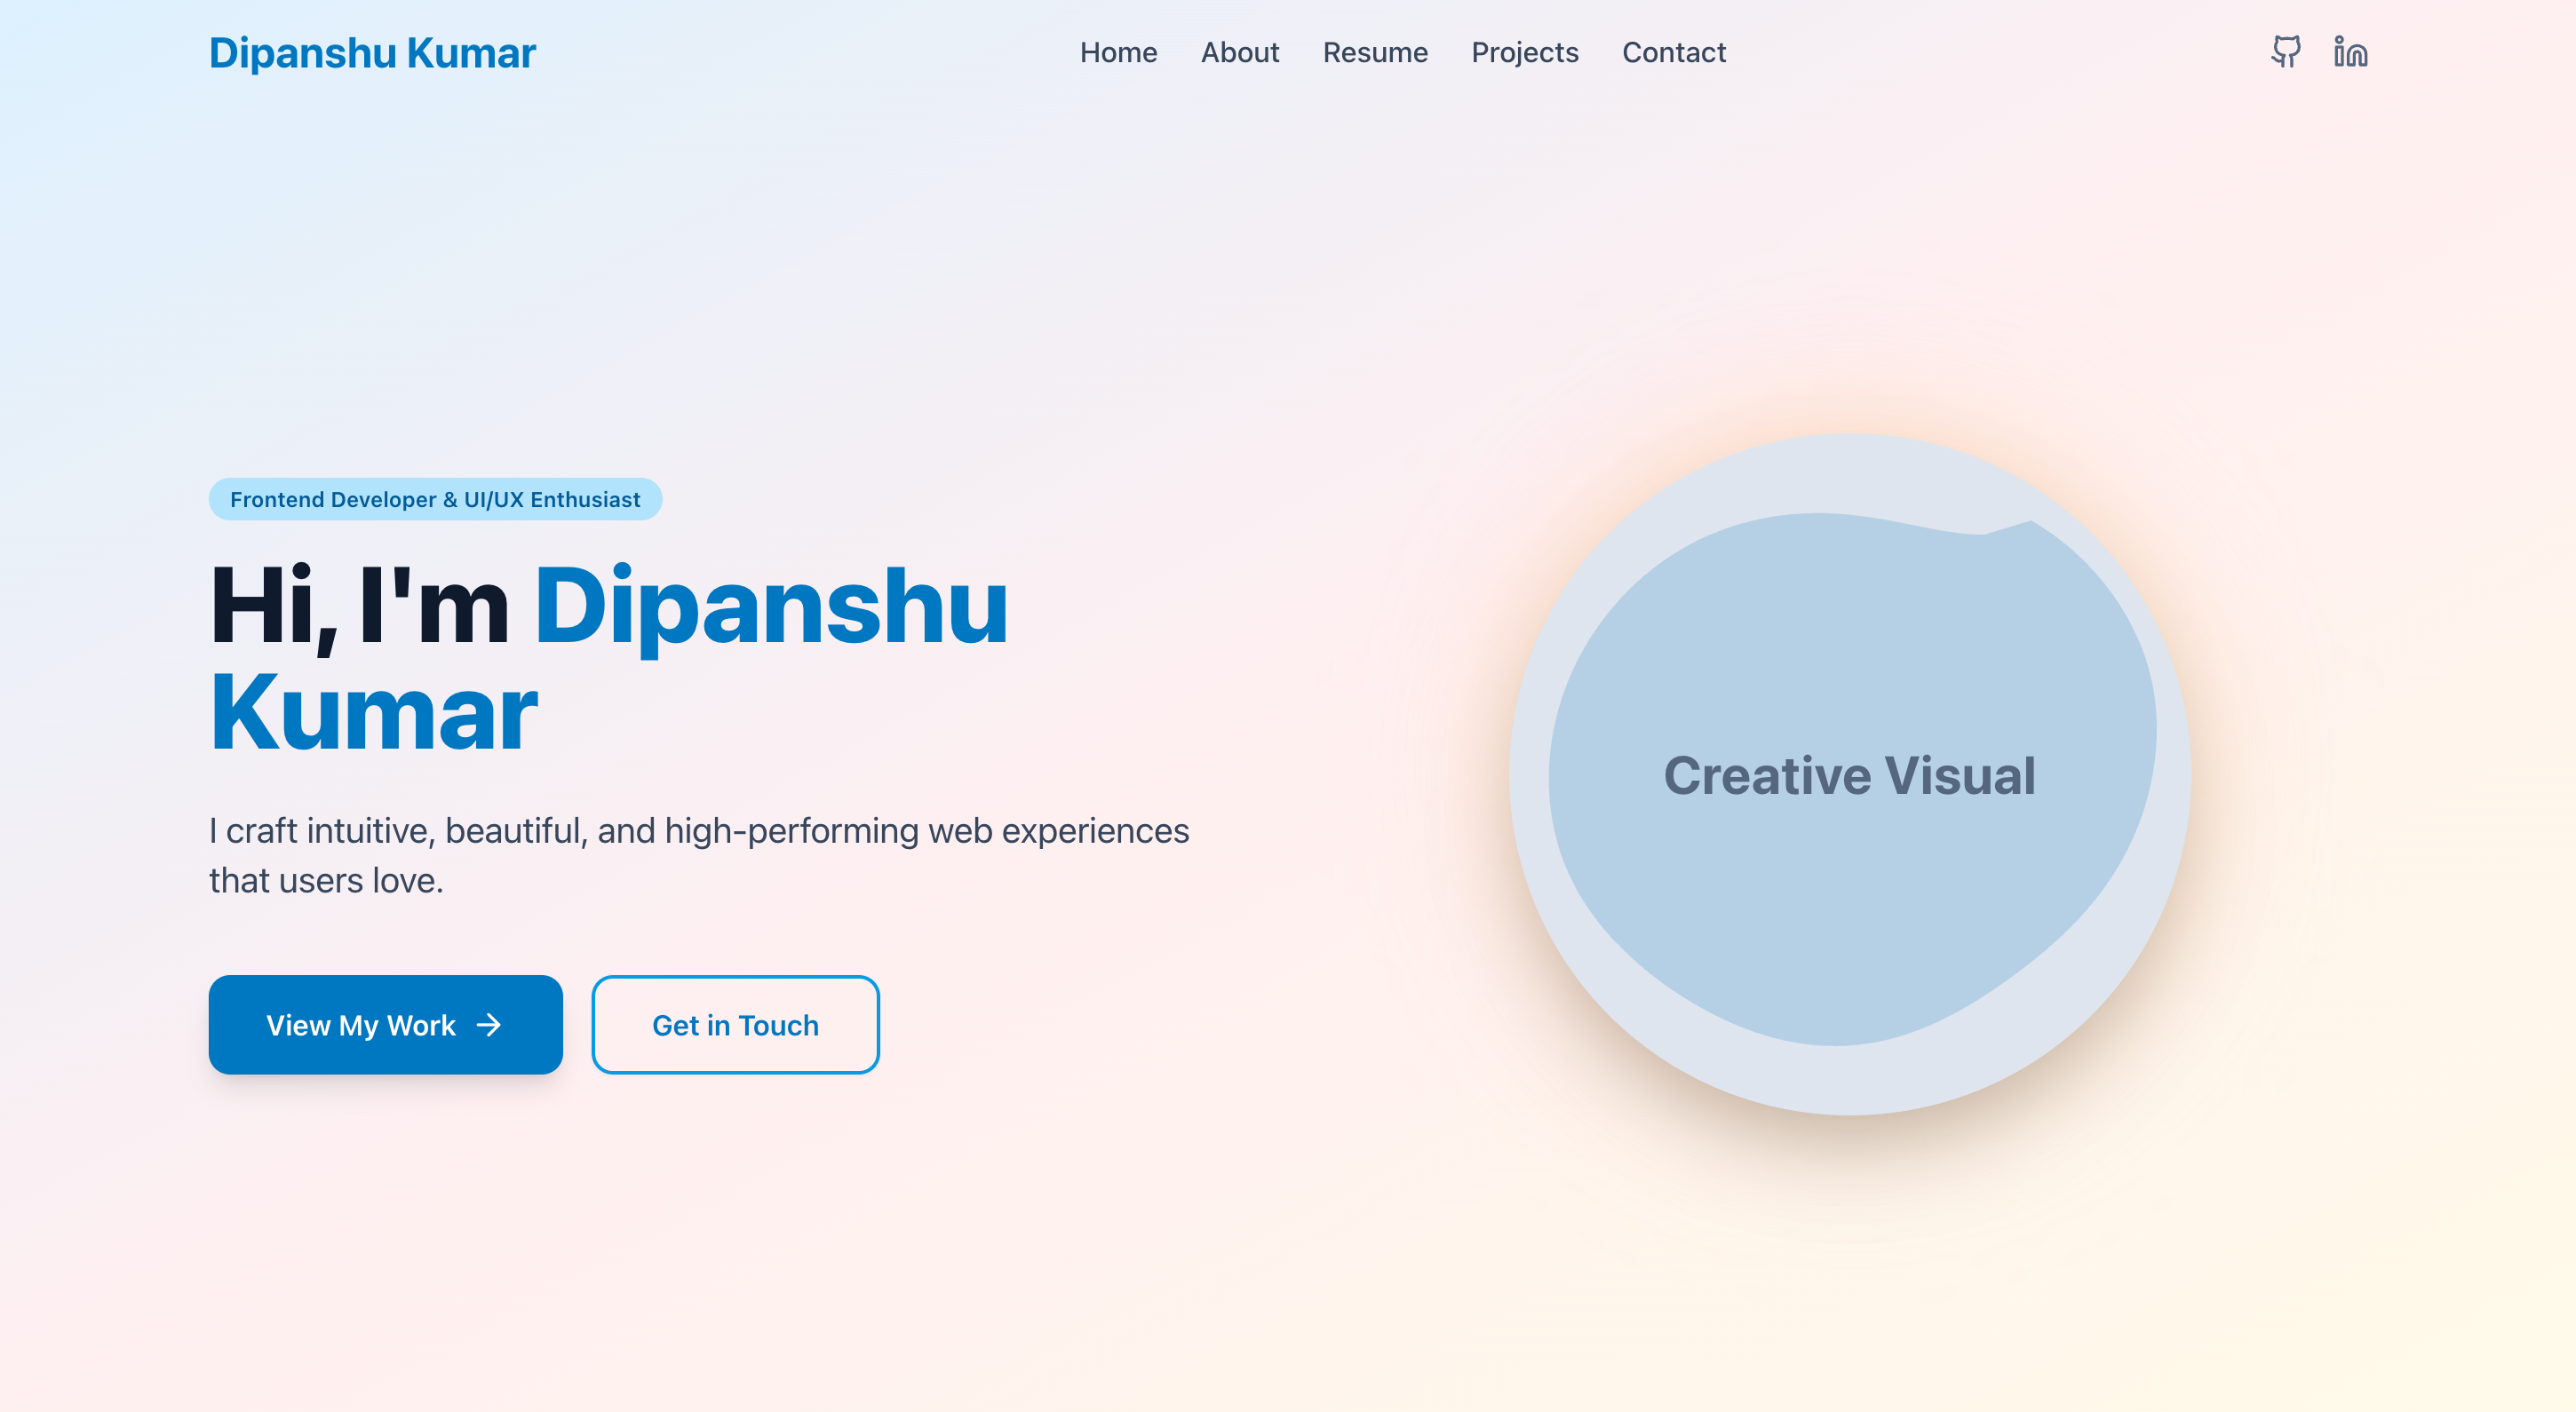 Dipanshu Kumar
Home About Resume Projects Contact
Frontend Developer & UI/UX Enthusiast
Hi, I'm Dipanshu
Kumar
I craft intuitive, beautiful, and high-performing web experiences
that users love.
View My Work
Get in Touch
Creative Visual